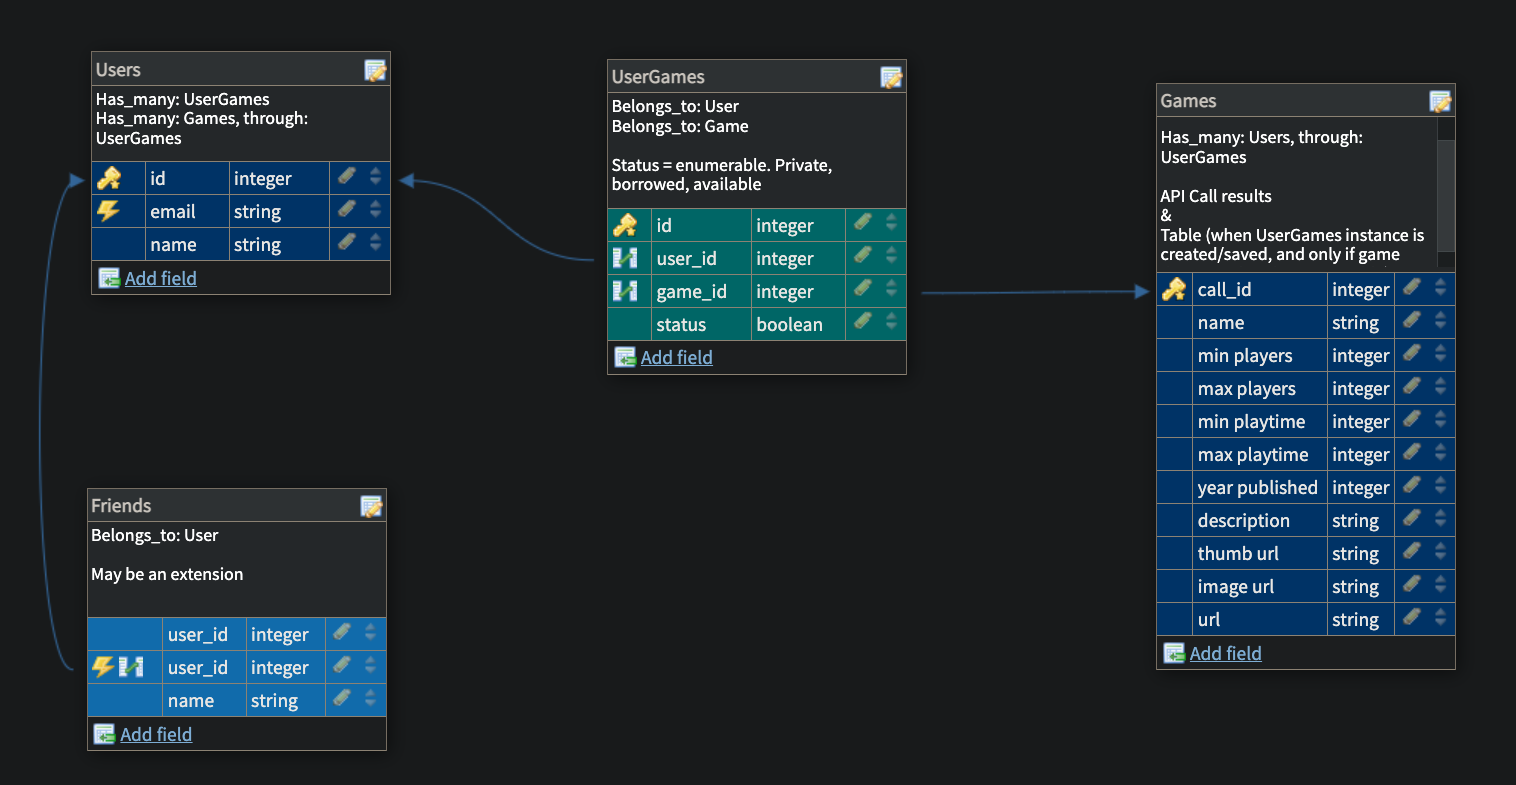 Users
Has_many: UserGames
Has_many: Games, through:
UserGames
id integer
email string
name string
Add field
UserGames
Belongs_to: User
Belongs_to: Game
Status = enumerable. Private,
borrowed, available
id integer
user_id integer
game_id integer
status boolean
Add field
Games
Has_many: Users, through:
UserGames
API Call results
&
Table (when UserGames instance is
created/saved, and only if game
call_id integer
name string
min players integer
max players integer
min playtime integer
max playtime integer
year published integer
description string
thumb url string
image url string
url string
Add field
Friends
Belongs_to: User
May be an extension
user_id integer
user_id integer
name string
Add field